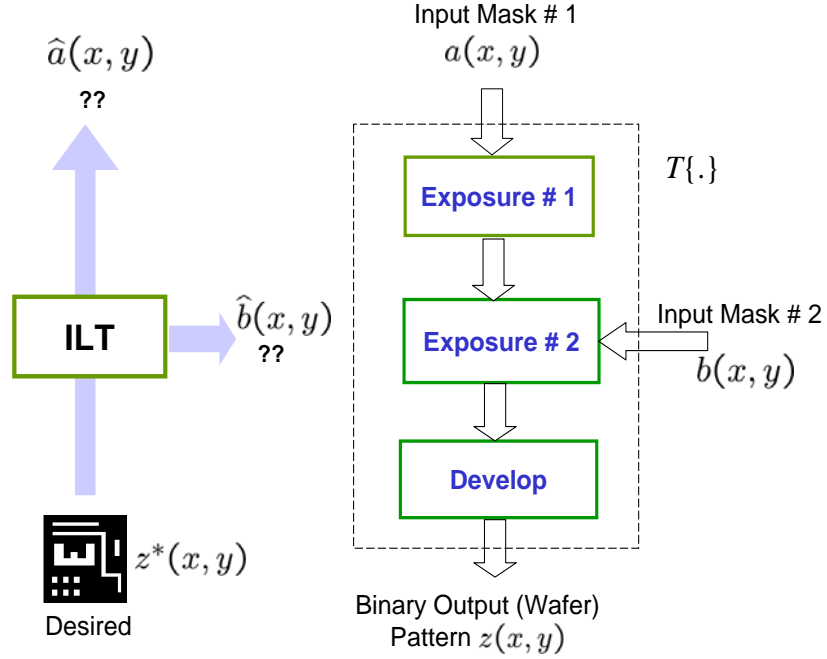 Input Mask # 1
a(x, y)
â(x, y)
??
Exposure # 1
T{.}
ILT
b̂(x, y)
??
Exposure # 2
Input Mask # 2
b(x, y)
Develop
z*(x, y)
Desired
Binary Output (Wafer)
Pattern z(x, y)